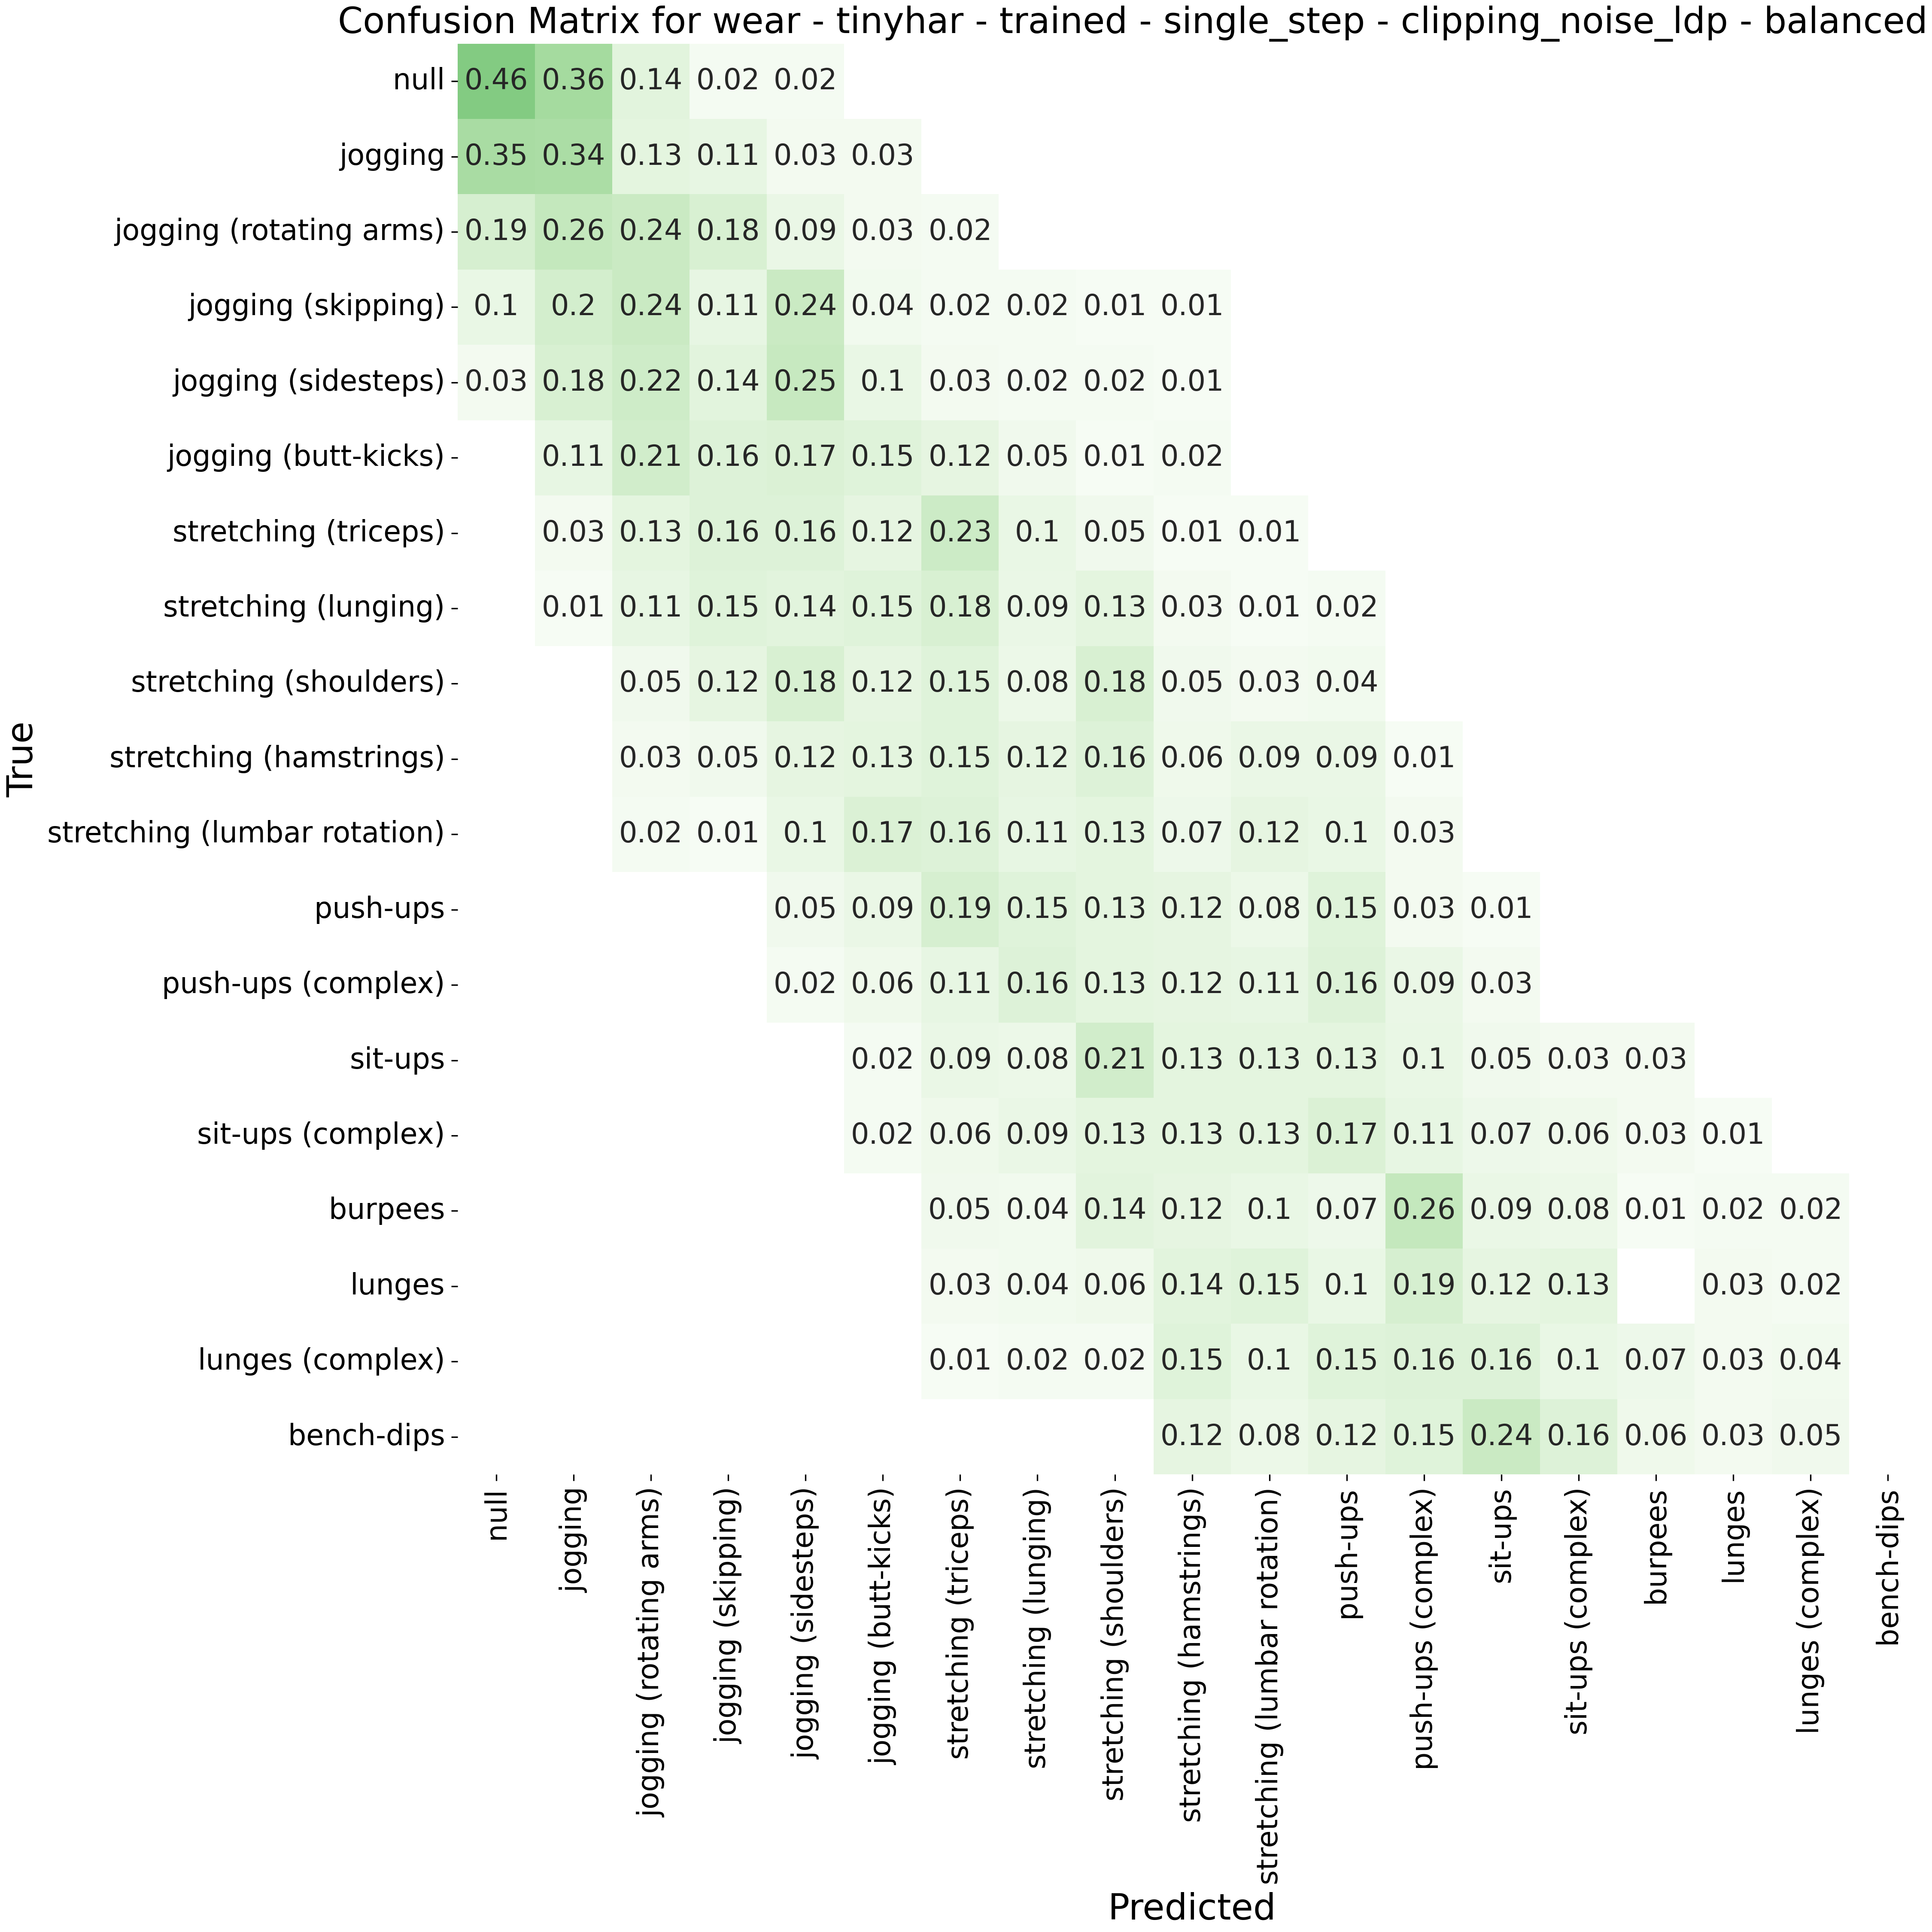 Confusion Matrix for wear - tinyhar - trained - single_step - clipping_noise_ldp - balanced
True
null 0.46 0.36 0.14 0.02 0.02
jogging 0.35 0.34 0.13 0.11 0.03 0.03
jogging (rotating arms) 0.19 0.26 0.24 0.18 0.09 0.03 0.02
jogging (skipping) 0.1 0.2 0.24 0.11 0.24 0.04 0.02 0.02 0.01 0.01
jogging (sidesteps) 0.03 0.18 0.22 0.14 0.25 0.1 0.03 0.02 0.02 0.01
jogging (butt-kicks) 0.11 0.21 0.16 0.17 0.15 0.12 0.05 0.01 0.02
stretching (triceps) 0.03 0.13 0.16 0.16 0.12 0.23 0.1 0.05 0.01 0.01
stretching (lunging) 0.01 0.11 0.15 0.14 0.15 0.18 0.09 0.13 0.03 0.01 0.02
stretching (shoulders) 0.05 0.12 0.18 0.12 0.15 0.08 0.18 0.05 0.03 0.04
stretching (hamstrings) 0.03 0.05 0.12 0.13 0.15 0.12 0.16 0.06 0.09 0.09 0.01
stretching (lumbar rotation) 0.02 0.01 0.1 0.17 0.16 0.11 0.13 0.07 0.12 0.1 0.03
push-ups 0.05 0.09 0.19 0.15 0.13 0.12 0.08 0.15 0.03 0.01
push-ups (complex) 0.02 0.06 0.11 0.16 0.13 0.12 0.11 0.16 0.09 0.03
sit-ups 0.02 0.09 0.08 0.21 0.13 0.13 0.13 0.1 0.05 0.03 0.03
sit-ups (complex) 0.02 0.06 0.09 0.13 0.13 0.13 0.17 0.11 0.07 0.06 0.03 0.01
burpees 0.05 0.04 0.14 0.12 0.1 0.07 0.26 0.09 0.08 0.01 0.02 0.02
lunges 0.03 0.04 0.06 0.14 0.15 0.1 0.19 0.12 0.13 0.03 0.02
lunges (complex) 0.01 0.02 0.02 0.15 0.1 0.15 0.16 0.16 0.1 0.07 0.03 0.04
bench-dips 0.12 0.08 0.12 0.15 0.24 0.16 0.06 0.03 0.05
null
jogging
jogging (rotating arms)
jogging (skipping)
jogging (sidesteps)
jogging (butt-kicks)
stretching (triceps)
stretching (lunging)
stretching (shoulders)
stretching (hamstrings)
stretching (lumbar rotation)
push-ups
push-ups (complex)
sit-ups
sit-ups (complex)
burpees
lunges
lunges (complex)
bench-dips
Predicted